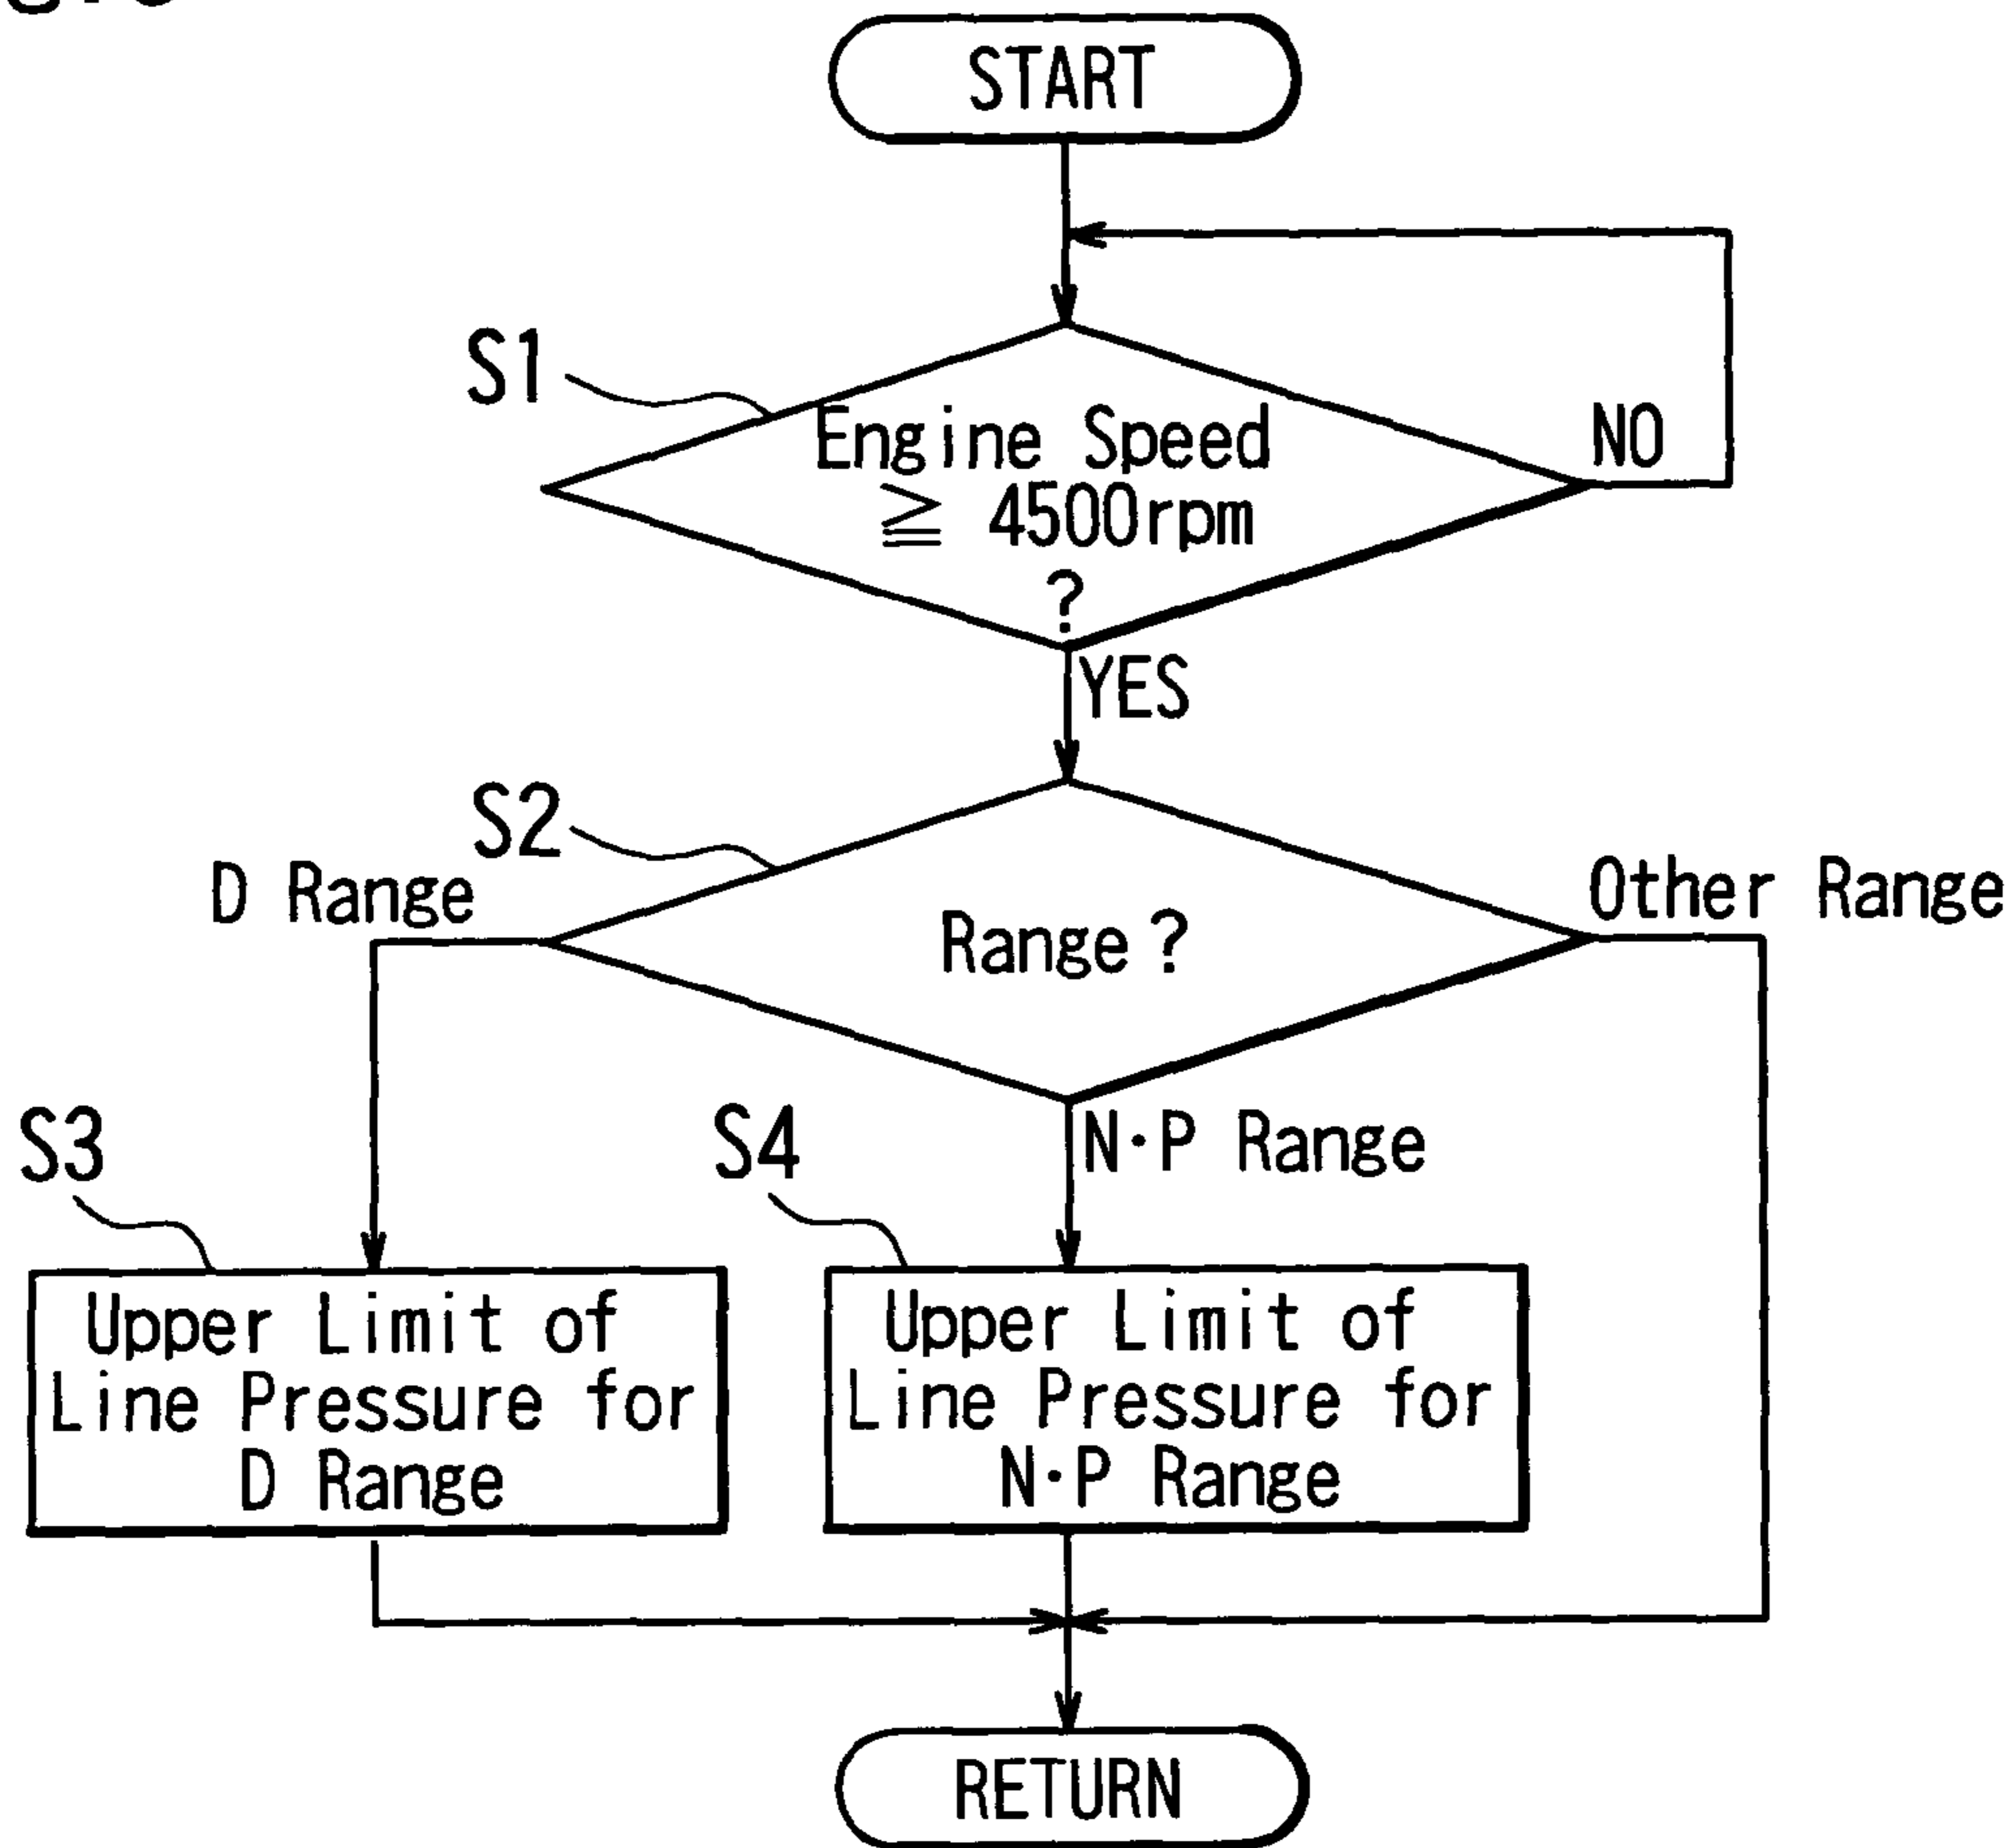 START
S1
Engine Speed
≧ 4500rpm
?
NO
YES
S2
D Range
Range?
Other Range
N·P Range
S3
S4
Upper Limit of
Line Pressure for
D Range
Upper Limit of
Line Pressure for
N·P Range
RETURN